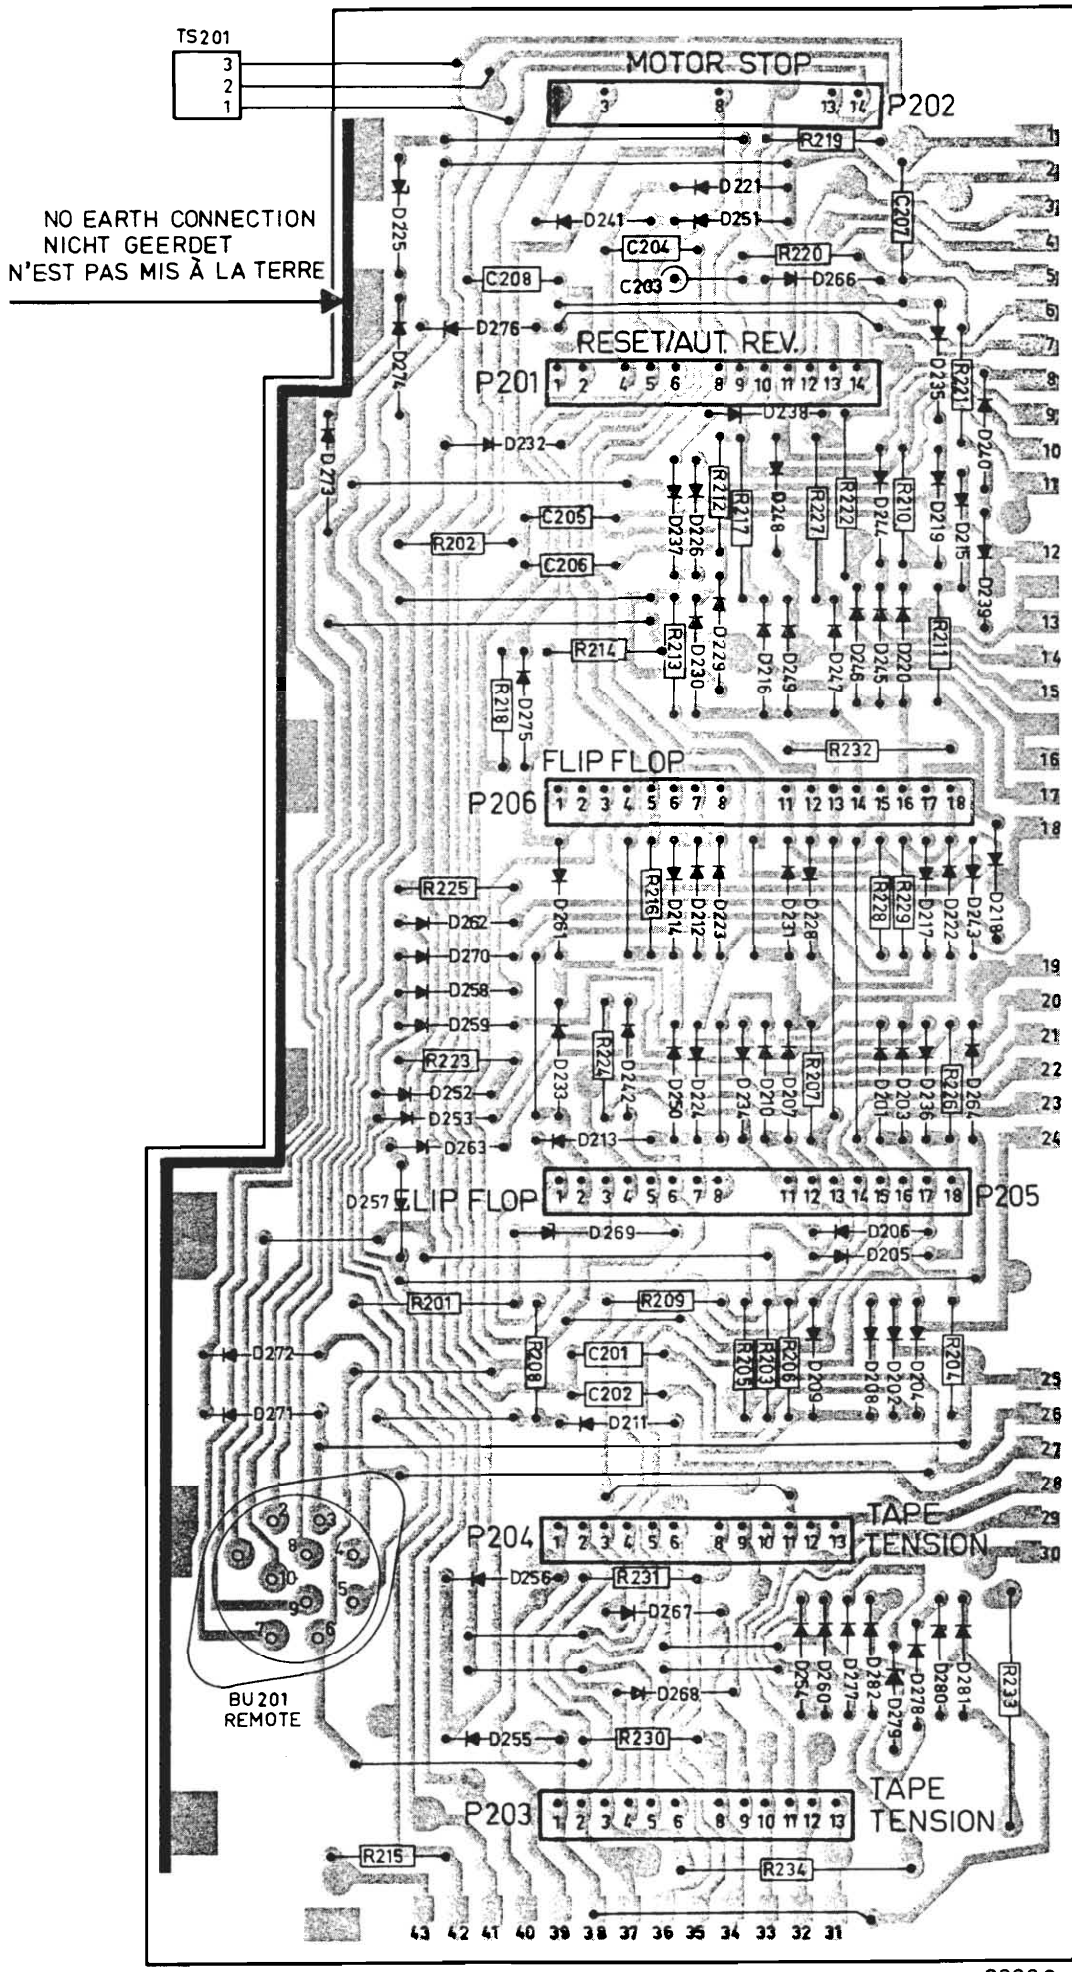 TS201
3
2
1
MOTOR STOP
3 8 13 14
P202
R219
1
2
3
4
5
6
7
8
9
10
11
12
13
14
15
16
17
18
19
20
21
22
23
24
25
26
27
28
29
30
NO EARTH CONNECTION
NICHT GEERDET
N'EST PAS MIS À LA TERRE
D225
D221
D241
D251
C207
C204
R220
C208
C203
D266
D276
D274
D235
R221
RESET/AUT. REV.
P201
1 2 4 5 6 8 9 10 11 12 13 14
D238
D240
D232
D273
R212
R217
D248
R227
R222
D244
R210
D219
D215
D237
D226
C205
R202
C206
D239
R214
R213
D230
D229
D216
D249
D247
D246
D245
D220
R211
R218
D275
R232
FLIP FLOP
P206
1 2 3 4 5 6 7 8 11 12 13 14 15 16 17 18
R225
D262
D261
R216
D214
D212
D223
D231
D228
R228
R229
D217
D222
D243
D218
D270
D258
D259
R223
D233
R224
D242
D250
D224
D234
D210
D207
R207
D201
D203
D236
R226
D264
D252
D253
D263
D213
D257
FLIP FLOP
1 2 3 4 5 6 7 8 11 12 13 14 15 16 17 18
P205
D269
D206
D205
R201
R209
R208
C201
C202
D211
R205
R203
R206
D209
D208
D202
D204
R204
D272
D271
P204
1 2 3 4 5 6 8 9 10 11 12 13
TAPE
TENSION
2 3
8 4
10
9 5
7 6
BU201
REMOTE
D256
R231
D267
D268
D255
R230
D254
D260
D277
D282
D279
D278
D280
D281
R233
P203
1 2 3 4 5 6 8 9 10 11 12 13
TAPE
TENSION
R215
R234
43 42 41 40 39 38 37 36 35 34 33 32 31